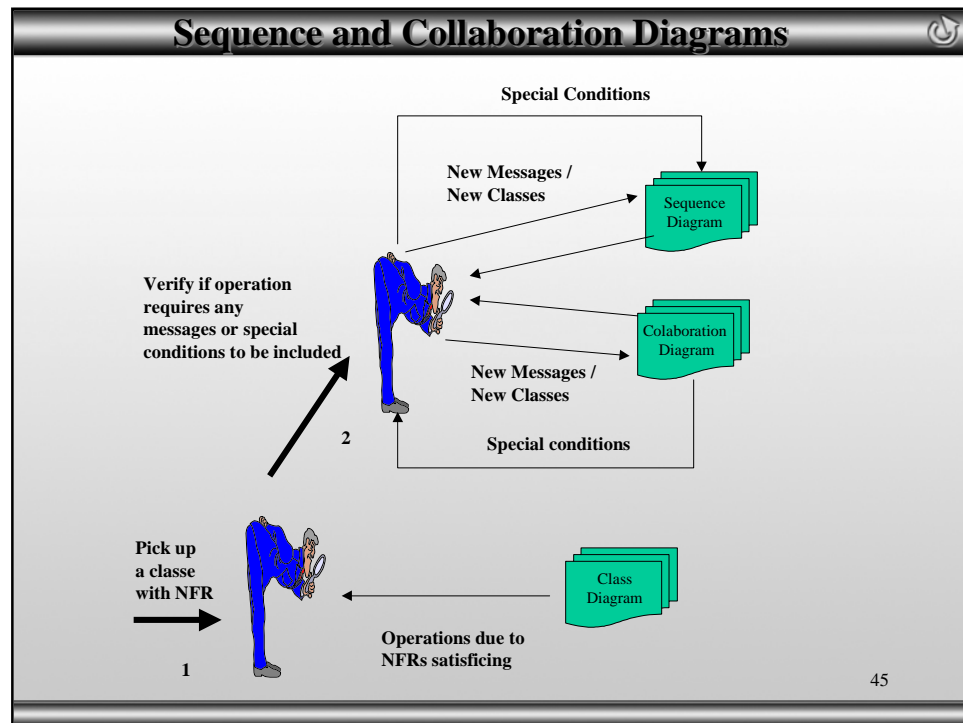 Sequence and Collaboration Diagrams
Special Conditions
New Messages /
New Classes
Sequence
Diagram
Verify if operation
requires any
messages or special
conditions to be included
Colaboration
Diagram
New Messages /
New Classes
2
Special conditions
Pick up
a classe
with NFR
Class
Diagram
Operations due to
NFRs satisficing
1
45